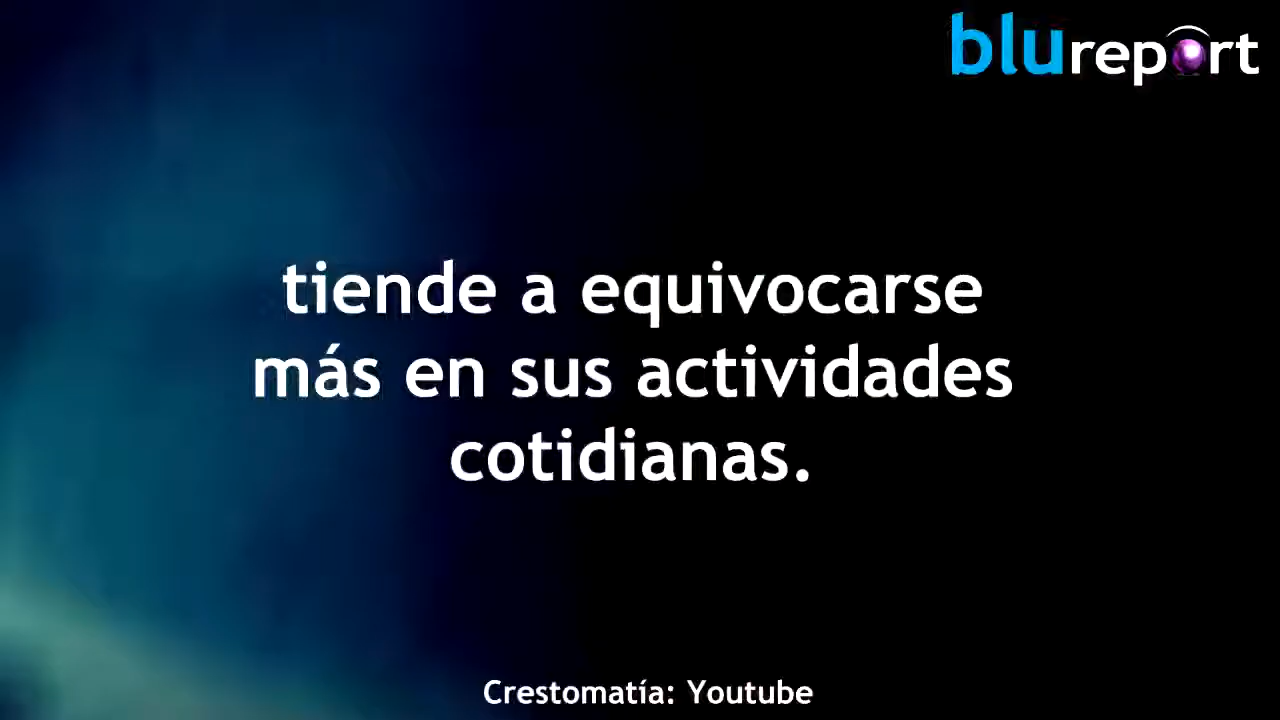 blureport
tiende a equivocarse
más en sus actividades
cotidianas.
Crestomatía: Youtube